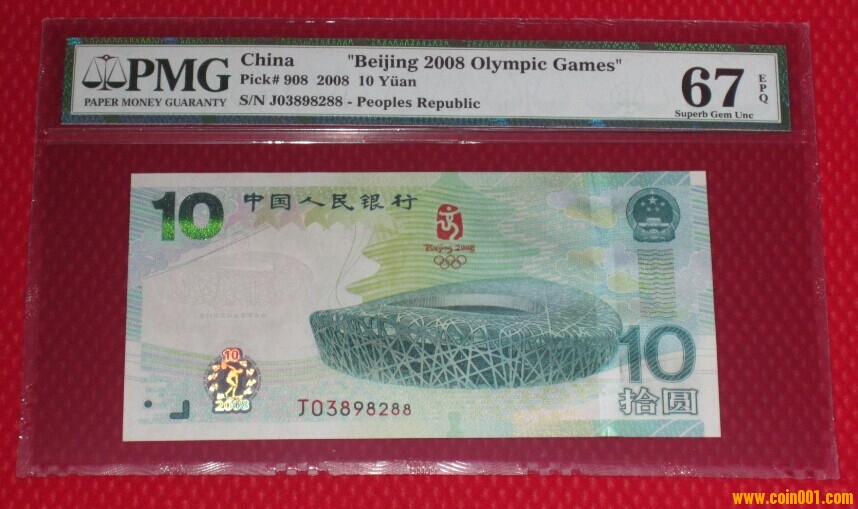 PMG
PAPER MONEY GUARANTY
China "Beijing 2008 Olympic Games"
Pick# 908 2008 10 Yüan
S/N J03898288 - Peoples Republic
67
EPQ
Superb Gem Unc
10 中国人民银行
Beijing 2008
10
拾圆
10
2008
J03898288
www.coin001.com